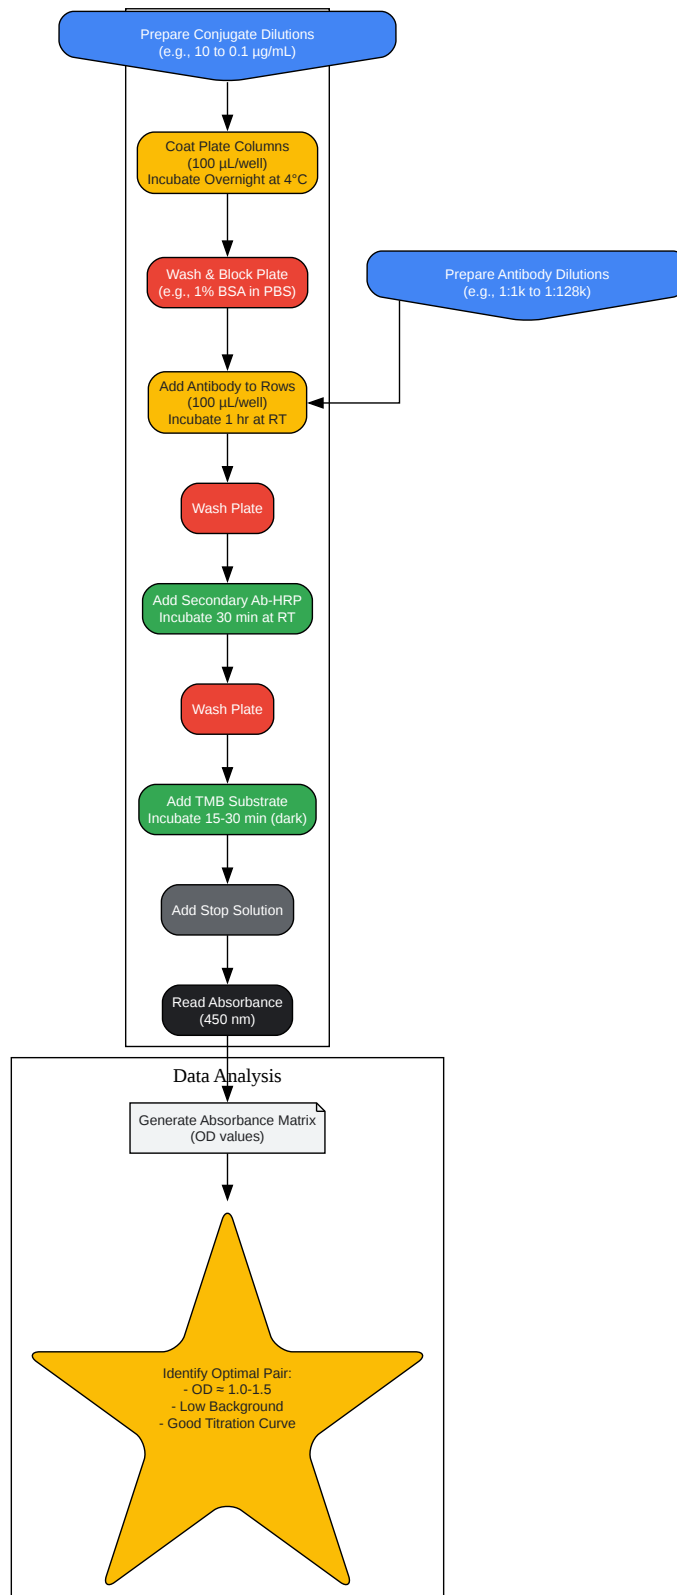 Prepare Conjugate Dilutions
(e.g., 10 to 0.1 µg/mL)
Coat Plate Columns
(100 µL/well)
Incubate Overnight at 4°C
Wash & Block Plate
(e.g., 1% BSA in PBS)
Prepare Antibody Dilutions
(e.g., 1:1k to 1:128k)
Add Antibody to Rows
(100 µL/well)
Incubate 1 hr at RT
Wash Plate
Add Secondary Ab-HRP
Incubate 30 min at RT
Wash Plate
Add TMB Substrate
Incubate 15-30 min (dark)
Add Stop Solution
Read Absorbance
(450 nm)
Data Analysis
Generate Absorbance Matrix
(OD values)
Identify Optimal Pair:
- OD ≈ 1.0-1.5
- Low Background
- Good Titration Curve